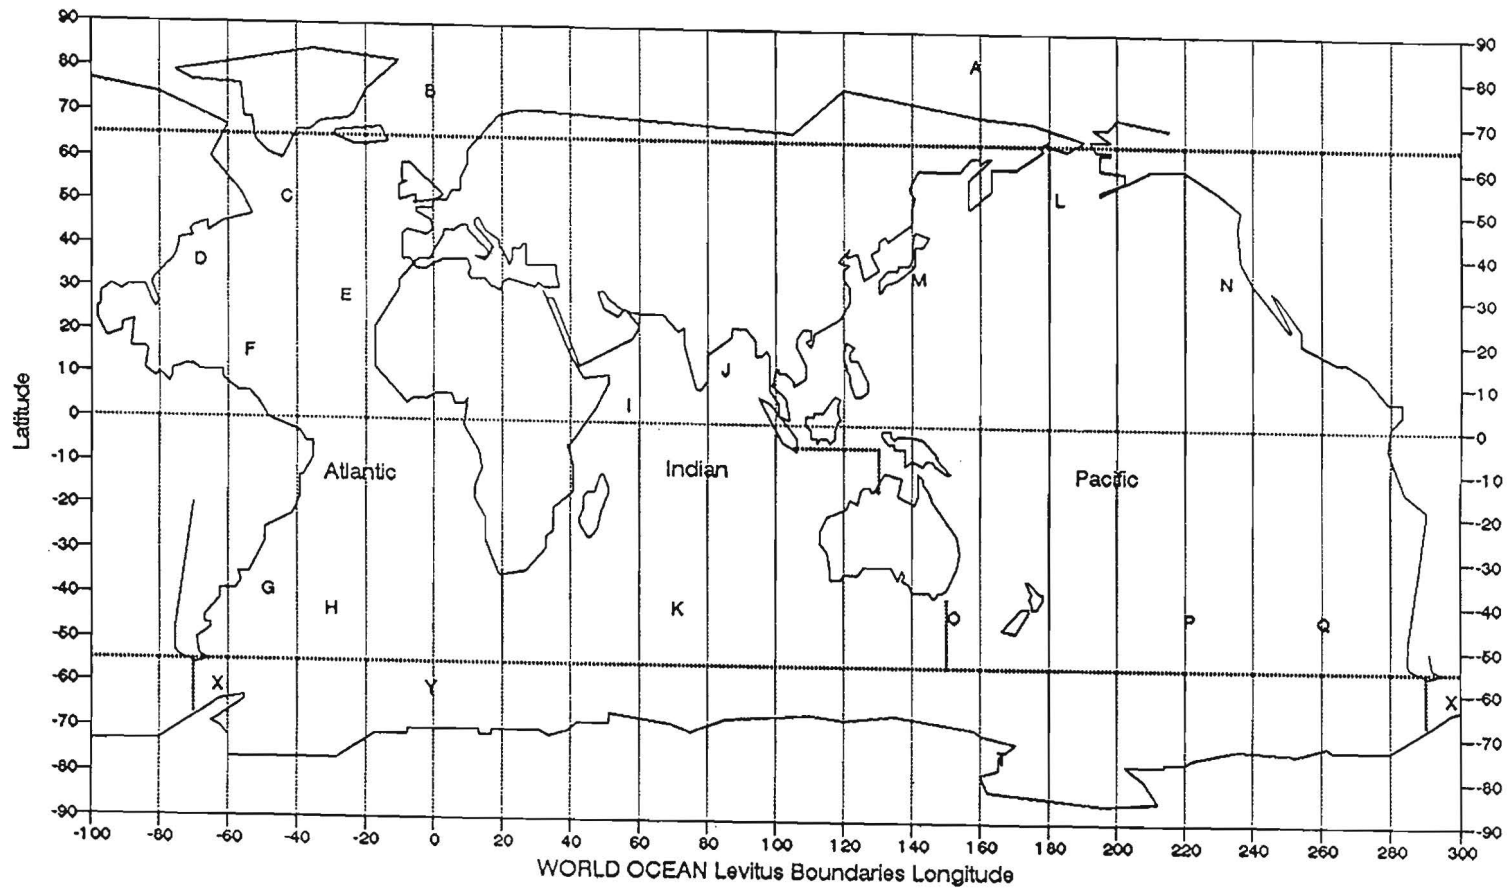 90
90
80
A
80
B
70
70
60
60
C
L
50
50
40
D
40
M
N
30
E
30
20
F
20
J
10
10
I
0
0
Latitude
-10
Atlantic
Indian
Pacific
-10
-20
-20
-30
-30
G
-40
H
K
O
P
Q
-40
-50
-50
-60
X
Y
-60
X
-70
-70
-80
-80
-90
-90
-100 -80 -60 -40 -20 0 20 40 60 80 100 120 140 160 180 200 220 240 260 280 300
WORLD OCEAN Levitus Boundaries Longitude